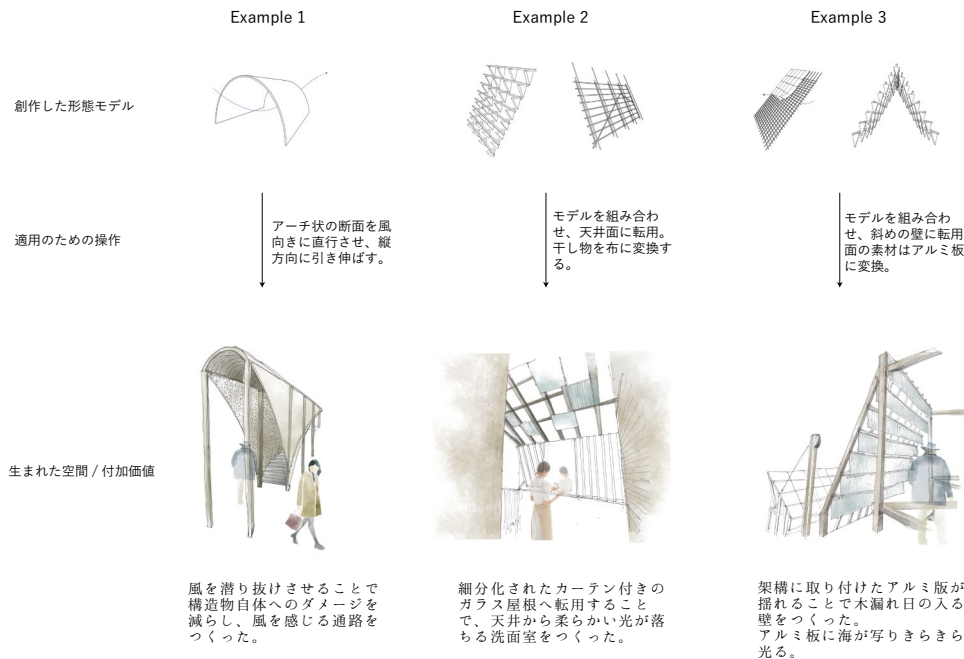 Example 1
Example 2
Example 3
創作した形態モデル
適用のための操作
アーチ状の断面を風
向きに直行させ、縦
方向に引き伸ばす。
モデルを組み合わ
せ、天井面に転用。
干し物を布に変換す
る。
モデルを組み合わ
せ、斜めの壁に転用
面の素材はアルミ板
に変換。
生まれた空間 / 付加価値
風を潜り抜けさせることで
構造物自体へのダメージを
減らし、風を感じる通路を
つくった。
細分化されたカーテン付きの
ガラス屋根へ転用すること
で、天井から柔らかい光が落
ちる洗面室をつくった。
架構に取り付けたアルミ版が
揺れることで木漏れ日の入る
壁をつくった。
アルミ板に海が写りきらきら
光る。